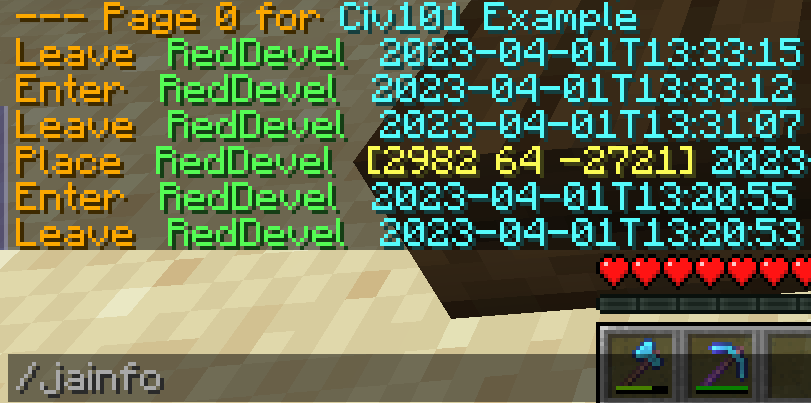 --- Page 0 for Civ101 Example
Leave RedDevel 2023-04-01T13:33:15
Enter RedDevel 2023-04-01T13:33:12
Leave RedDevel 2023-04-01T13:31:07
Place RedDevel [2982 64 -2721] 2023-
Enter RedDevel 2023-04-01T13:20:55
Leave RedDevel 2023-04-01T13:20:53
/jainfo